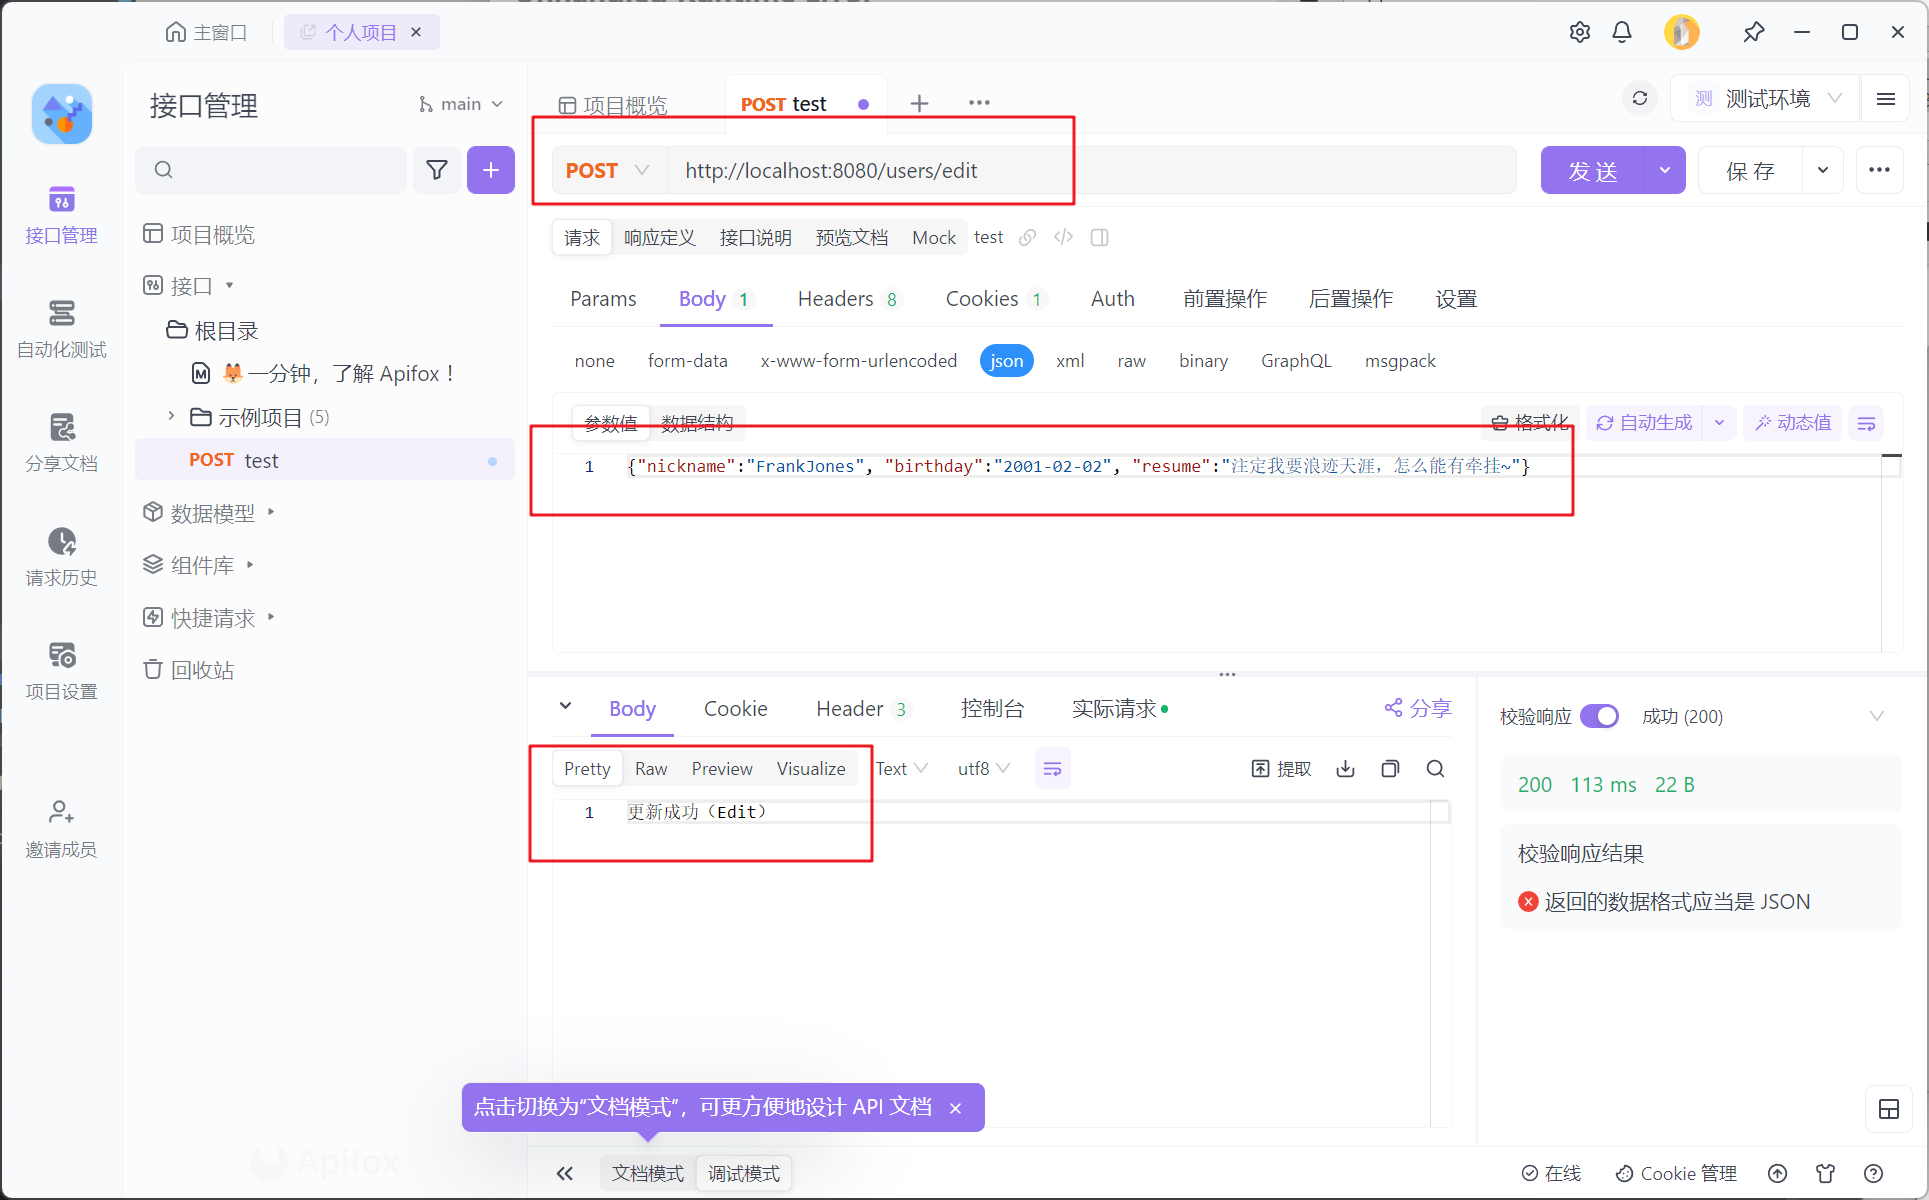 主窗口
个人项目
接口管理
main
项目概览
POST test
测 测试环境
POST http://localhost:8080/users/edit
发 送
保 存
接口管理
自动化测试
分享文档
请求历史
项目设置
邀请成员
项目概览
接口
根目录
一分钟，了解 Apifox！
示例项目 (5)
POST test
数据模型
组件库
快捷请求
回收站
请求 响应定义 接口说明 预览文档 Mock test
Params Body 1 Headers 8 Cookies 1 Auth 前置操作 后置操作 设置
none form-data x-www-form-urlencoded json xml raw binary GraphQL msgpack
参数值 数据结构 格式化 自动生成 动态值
1 {"nickname":"FrankJones", "birthday":"2001-02-02", "resume":"注定我要浪迹天涯，怎么能有牵挂~"}
Body Cookie Header 3 控制台 实际请求 分享
校验响应 成功 (200)
Pretty Raw Preview Visualize Text utf8 提取
200 113 ms 22 B
1 更新成功（Edit）
校验响应结果
返回的数据格式应当是 JSON
点击切换为“文档模式”，可更方便地设计 API 文档
Apifox
文档模式 调试模式
在线 Cookie 管理